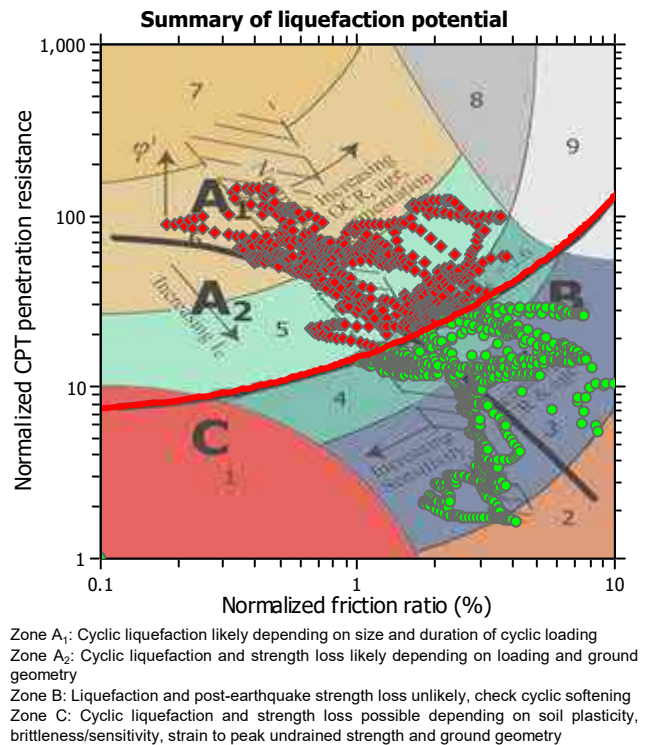 Summary of liquefaction potential
1,000
7
8
9
φ'
Increasing
OCR, age,
A1
100
6
A2
B
Increasing
5
10
4
C
3
Increasing
Sensitivity
1
2
1
0.1
1
10
Normalized CPT penetration resistance
Normalized friction ratio (%)
Zone A1: Cyclic liquefaction likely depending on size and duration of cyclic loading
Zone A2: Cyclic liquefaction and strength loss likely depending on loading and ground
geometry
Zone B: Liquefaction and post-earthquake strength loss unlikely, check cyclic softening
Zone C: Cyclic liquefaction and strength loss possible depending on soil plasticity,
brittleness/sensitivity, strain to peak undrained strength and ground geometry